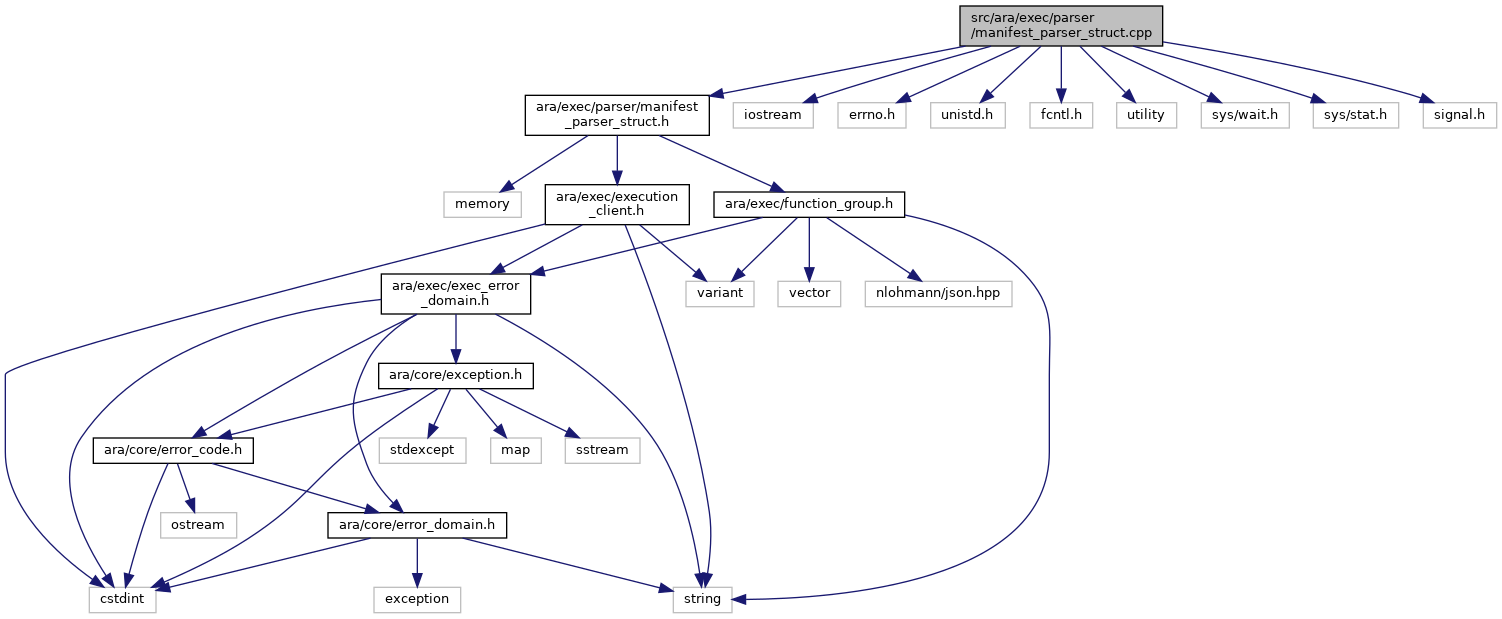 src/ara/exec/parser
/manifest_parser_struct.cpp
ara/exec/parser/manifest
_parser_struct.h
iostream
errno.h
unistd.h
fcntl.h
utility
sys/wait.h
sys/stat.h
signal.h
memory
ara/exec/execution
_client.h
ara/exec/function_group.h
ara/exec/exec_error
_domain.h
variant
vector
nlohmann/json.hpp
ara/core/exception.h
ara/core/error_code.h
stdexcept
map
sstream
ostream
ara/core/error_domain.h
cstdint
exception
string